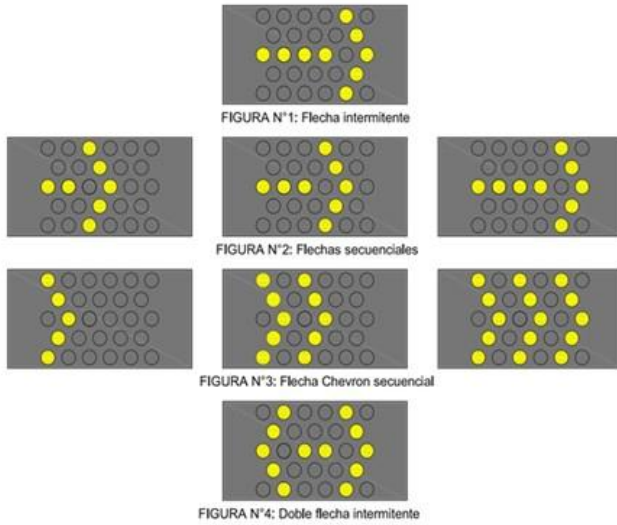 FIGURA N°1: Flecha intermitente
FIGURA N°2: Flechas secuenciales
FIGURA N°3: Flecha Chevron secuencial
FIGURA N°4: Doble flecha intermitente